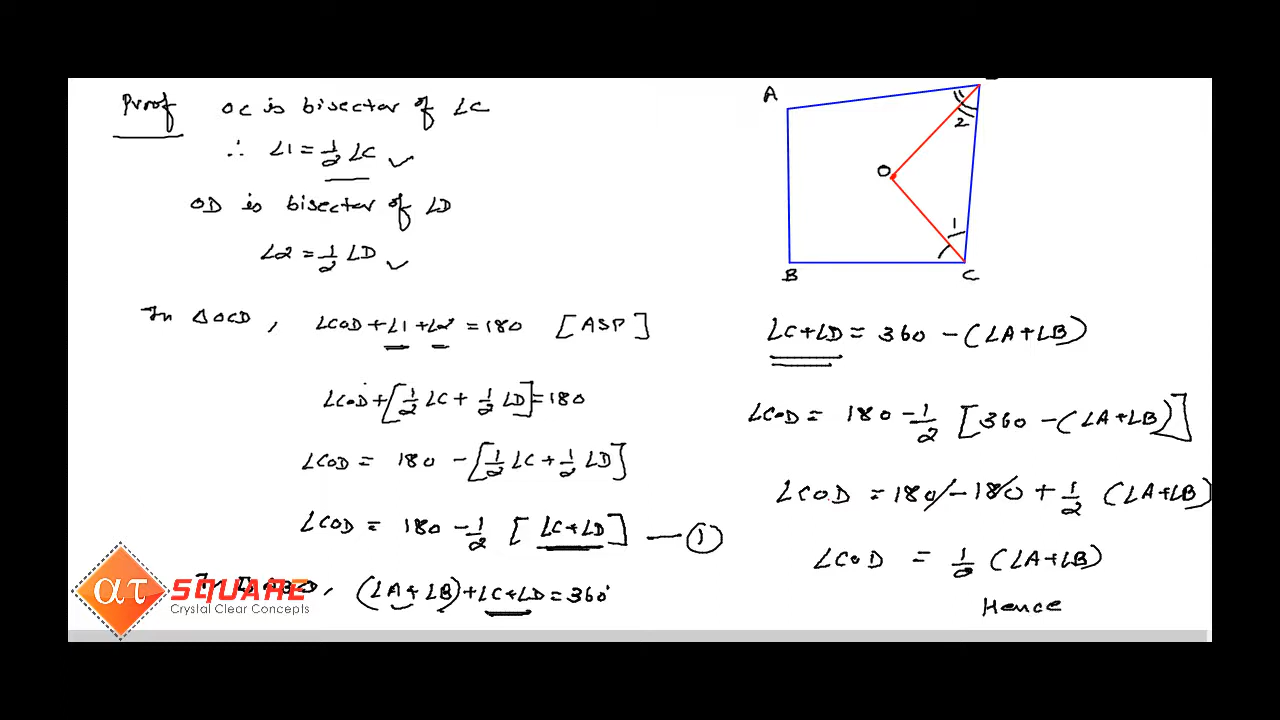 Proof OC is bisector of ∠C
∴ ∠1 = 1/2 ∠C ✓
OD is bisector of ∠D
∠2 = 1/2 ∠D ✓
In △OCD, ∠COD + ∠1 + ∠2 = 180 [ASP]
∠COD + [1/2 ∠C + 1/2 ∠D] = 180
∠COD = 180 - [1/2 ∠C + 1/2 ∠D]
∠COD = 180 - 1/2 [∠C + ∠D] — ①
In , (∠A + ∠B) + ∠C + ∠D = 360°
ατ SQUARE
Crystal Clear Concepts
A
2
O
1
B
C
∠C + ∠D = 360 - (∠A + ∠B)
∠COD = 180 - 1/2 [360 - (∠A + ∠B)]
∠COD = 180 - 180 + 1/2 (∠A + ∠B)
∠COD = 1/2 (∠A + ∠B)
Hence